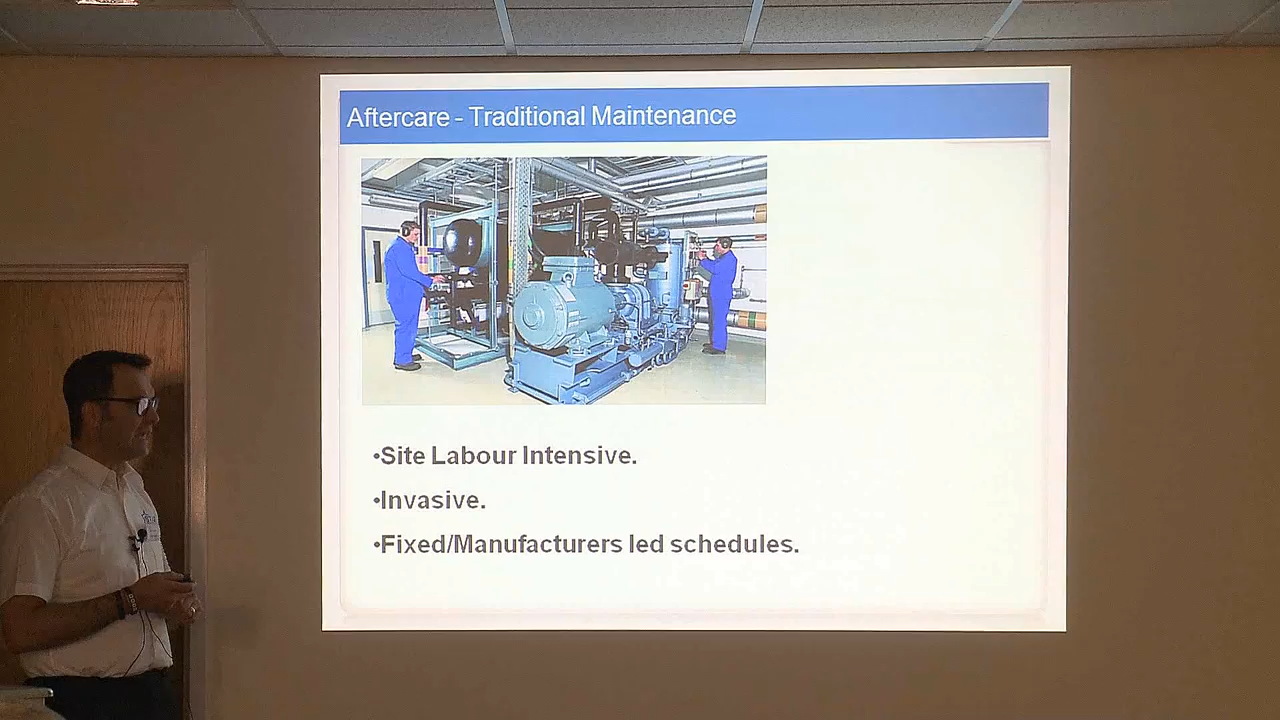 Aftercare - Traditional Maintenance
•Site Labour Intensive.
•Invasive.
•Fixed/Manufacturers led schedules.